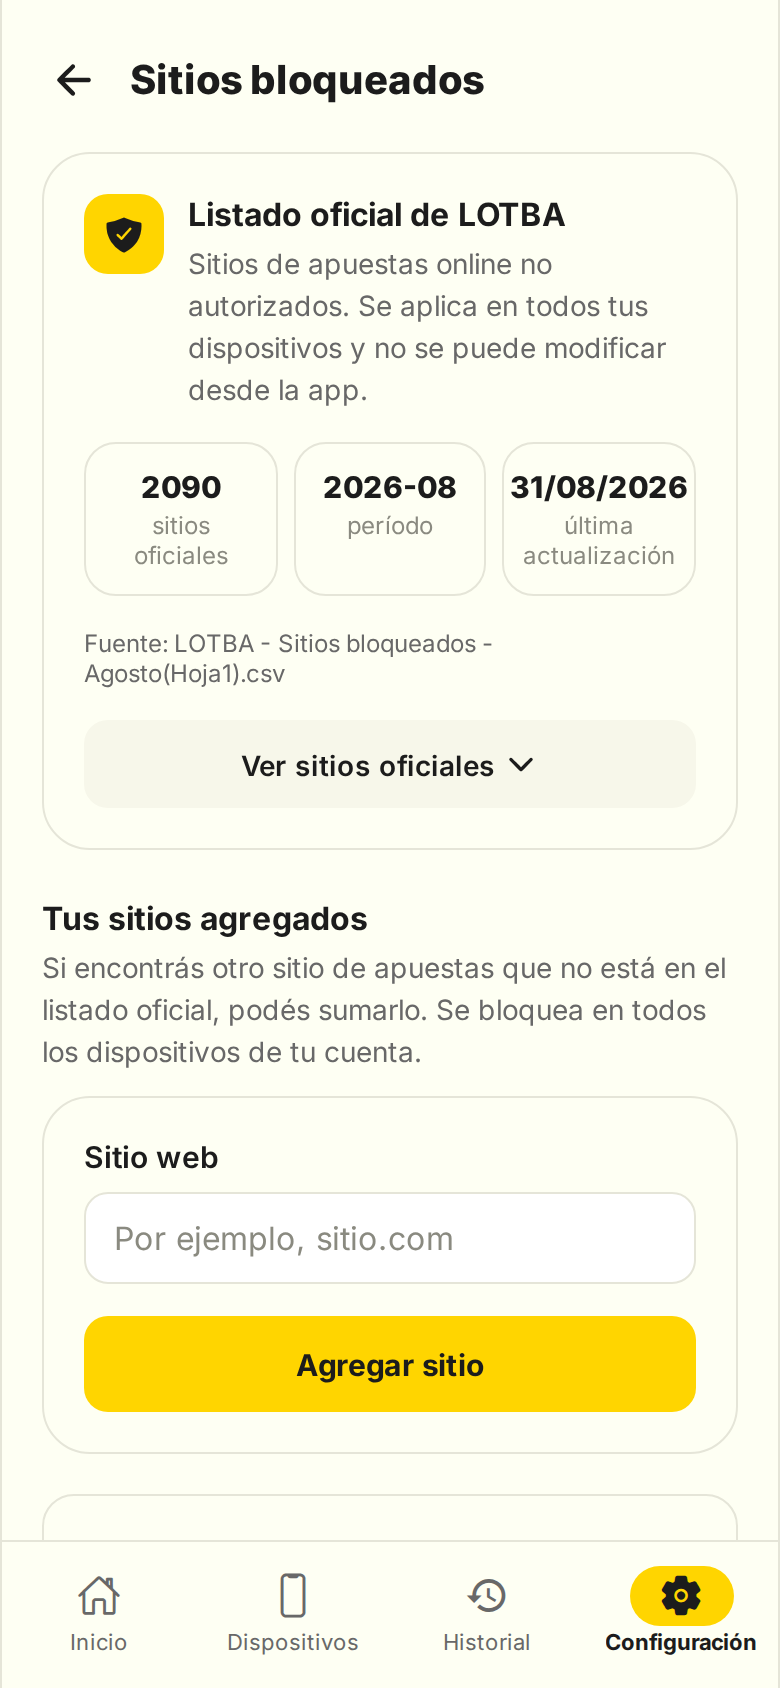 Sitios bloqueados
Listado oficial de LOTBA
Sitios de apuestas online no
autorizados. Se aplica en todos tus
dispositivos y no se puede modificar
desde la app.
2090
sitios
oficiales
2026-08
período
31/08/2026
última
actualización
Fuente: LOTBA - Sitios bloqueados -
Agosto(Hoja1).csv
Ver sitios oficiales
Tus sitios agregados
Si encontrás otro sitio de apuestas que no está en el
listado oficial, podés sumarlo. Se bloquea en todos
los dispositivos de tu cuenta.
Sitio web
Por ejemplo, sitio.com
Agregar sitio
Inicio
Dispositivos
Historial
Configuración